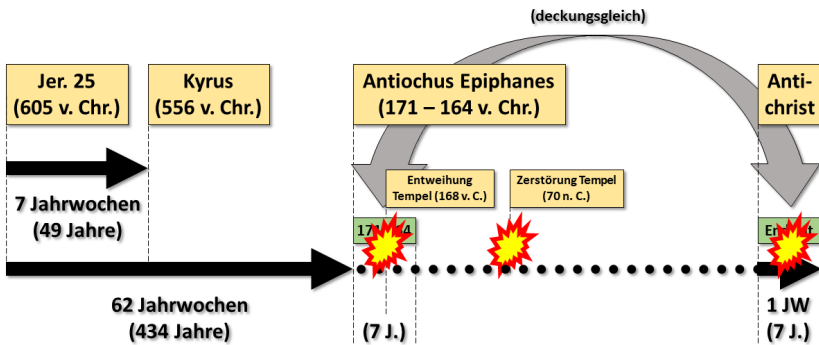 (deckungsgleich)
Jer. 25
(605 v. Chr.)
Kyrus
(556 v. Chr.)
Antiochus Epiphanes
(171 – 164 v. Chr.)
Anti-
christ
Entweihung
Tempel (168 v. C.)
Zerstörung Tempel
(70 n. C.)
7 Jahrwochen
(49 Jahre)
62 Jahrwochen
(434 Jahre)
(7 J.)
1 JW
(7 J.)